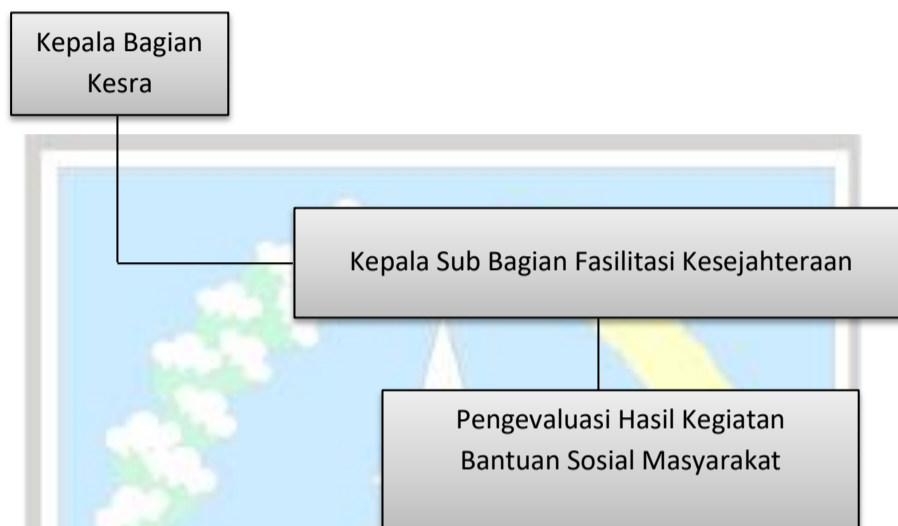 Kepala Bagian
Kesra
Kepala Sub Bagian Fasilitasi Kesejahteraan
Pengevaluasi Hasil Kegiatan
Bantuan Sosial Masyarakat